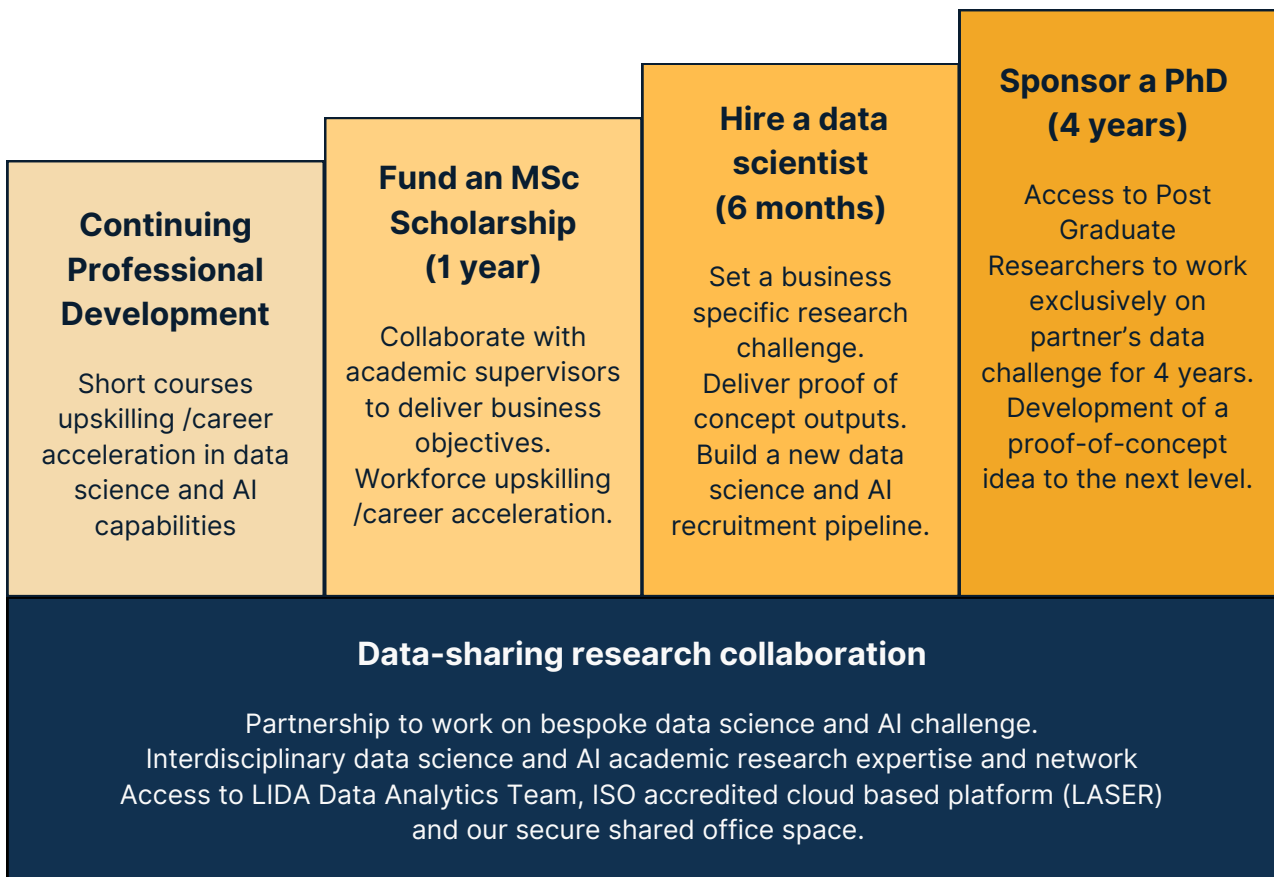 Continuing
Professional
Development
Short courses
upskilling /career
acceleration in data
science and AI
capabilities
Fund an MSc
Scholarship
(1 year)
Collaborate with
academic supervisors
to deliver business
objectives.
Workforce upskilling
/career acceleration.
Hire a data
scientist
(6 months)
Set a business
specific research
challenge.
Deliver proof of
concept outputs.
Build a new data
science and AI
recruitment pipeline.
Sponsor a PhD
(4 years)
Access to Post
Graduate
Researchers to work
exclusively on
partner’s data
challenge for 4 years.
Development of a
proof-of-concept
idea to the next level.
Data-sharing research collaboration
Partnership to work on bespoke data science and AI challenge.
Interdisciplinary data science and AI academic research expertise and network
Access to LIDA Data Analytics Team, ISO accredited cloud based platform (LASER)
and our secure shared office space.